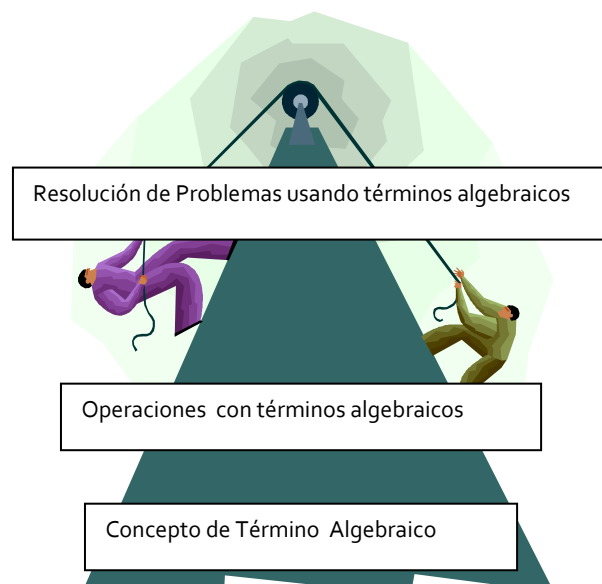 Resolución de Problemas usando términos algebraicos
Operaciones con términos algebraicos
Concepto de Término Algebraico